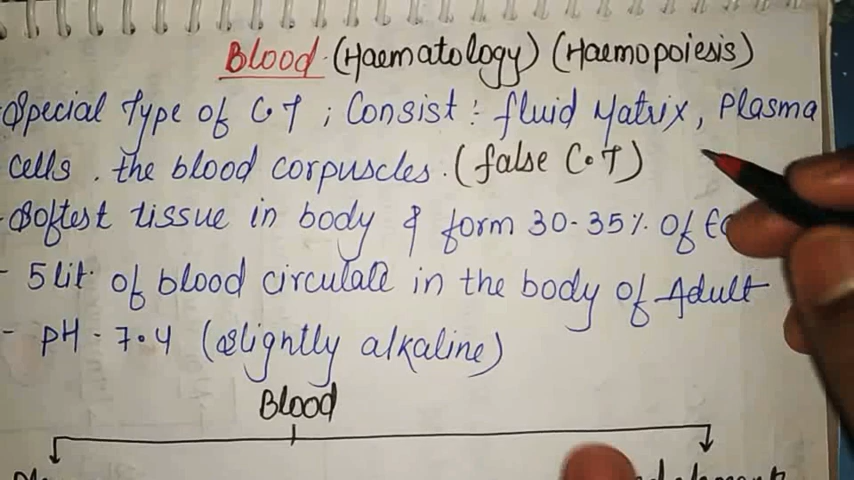 Blood (Haematology) (Haemopoiesis)
Special Type of C.T ; Consist : fluid Matrix, Plasma
cells . the blood corpuscles. (false C.T)
Softest tissue in body & form 30-35% of
- 5 lit. of blood circulate in the body of Adult
- pH - 7.4 (slightly alkaline)
Blood